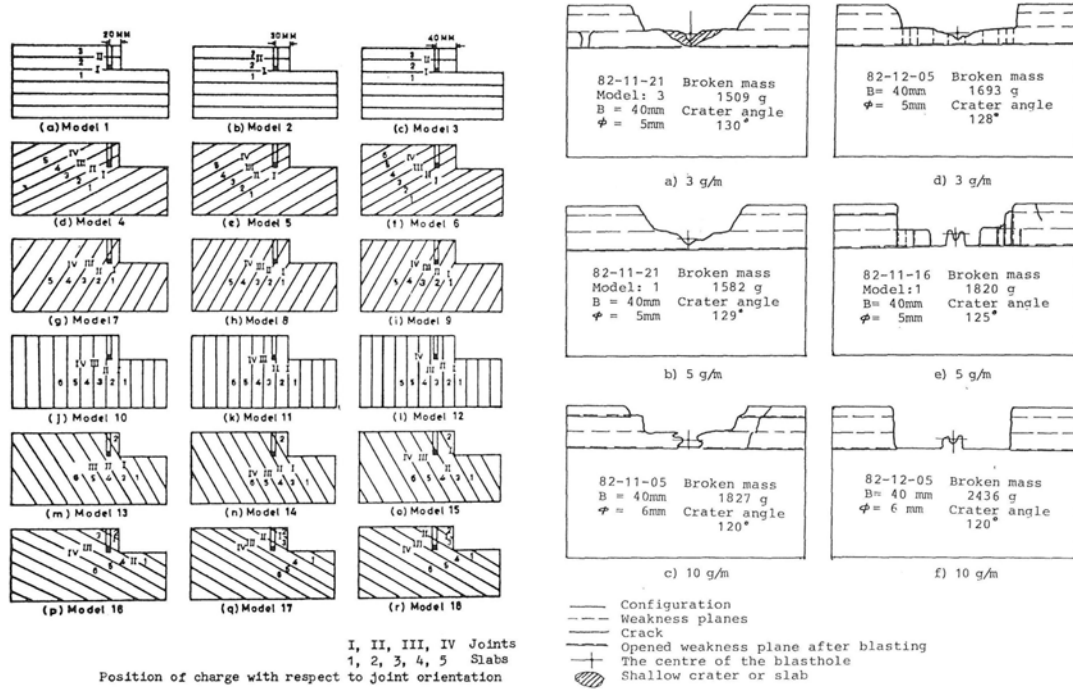 20 MM
30 MM
40 MM
(a) Model 1
(b) Model 2
(c) Model 3
(d) Model 4
(e) Model 5
(f) Model 6
(g) Model 7
(h) Model 8
(i) Model 9
(j) Model 10
(k) Model 11
(l) Model 12
(m) Model 13
(n) Model 14
(o) Model 15
(p) Model 16
(q) Model 17
(r) Model 18
I, II, III, IV Joints
1, 2, 3, 4, 5 Slabs
Position of charge with respect to joint orientation
82-11-21 Broken mass
Model: 3 1509 g
B = 40mm Crater angle
ϕ = 5mm 130°
a) 3 g/m
82-12-05 Broken mass
B= 40mm 1693 g
ϕ = 5mm Crater angle
128°
d) 3 g/m
82-11-21 Broken mass
Model: 1 1582 g
B = 40mm Crater angle
ϕ = 5mm 129°
b) 5 g/m
82-11-16 Broken mass
Model:1 1820 g
B = 40mm Crater angle
ϕ = 5mm 125°
e) 5 g/m
82-11-05 Broken mass
B = 40mm 1827 g
ϕ = 6mm Crater angle
120°
c) 10 g/m
82-12-05 Broken mass
B= 40 mm 2436 g
ϕ = 6 mm Crater angle
120°
f) 10 g/m
Configuration
Weakness planes
Crack
Opened weakness plane after blasting
The centre of the blasthole
Shallow crater or slab